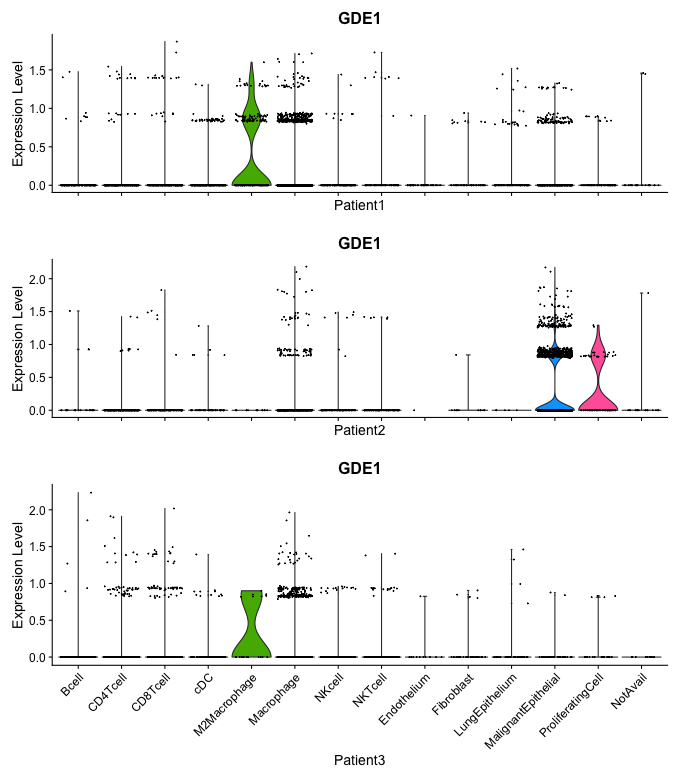 GDE1
Expression Level
1.5
1.0
0.5
0.0
Patient1
GDE1
Expression Level
2.0
1.5
1.0
0.5
0.0
Patient2
GDE1
Expression Level
2.0
1.5
1.0
0.5
0.0
Bcell
CD4Tcell
CD8Tcell
cDC
M2Macrophage
Macrophage
NKcell
NKTcell
Endothelium
Fibroblast
LungEpithelium
MalignantEpithelial
ProliferatingCell
NotAvail
Patient3